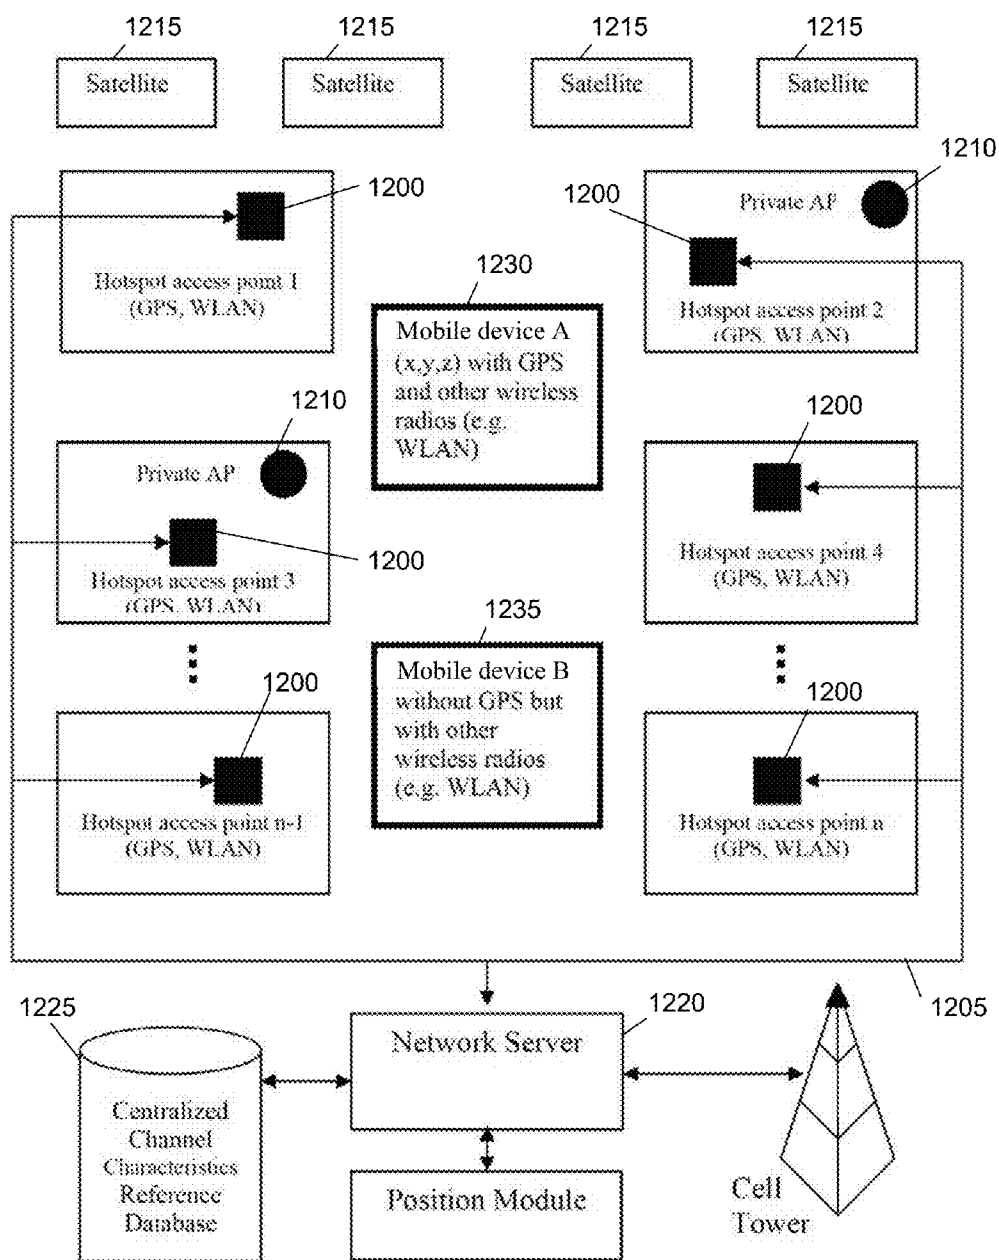 1215
1215
1215
1215
Satellite
Satellite
Satellite
Satellite
1200
Hotspot access point 1
(GPS, WLAN)
1210
1200
Private AP
Hotspot access point 2
(GPS, WLAN)
1230
Mobile device A
(x,y,z) with GPS
and other wireless
radios (e.g.
WLAN)
1210
Private AP
1200
Hotspot access point 3
(GPS, WLAN)
1200
Hotspot access point 4
(GPS, WLAN)
1235
Mobile device B
without GPS but
with other
wireless radios
(e.g. WLAN)
1200
Hotspot access point n-1
(GPS, WLAN)
1200
Hotspot access point n
(GPS, WLAN)
1205
1225
Centralized
Channel
Characteristics
Reference
Database
1220
Network Server
Position Module
Cell
Tower